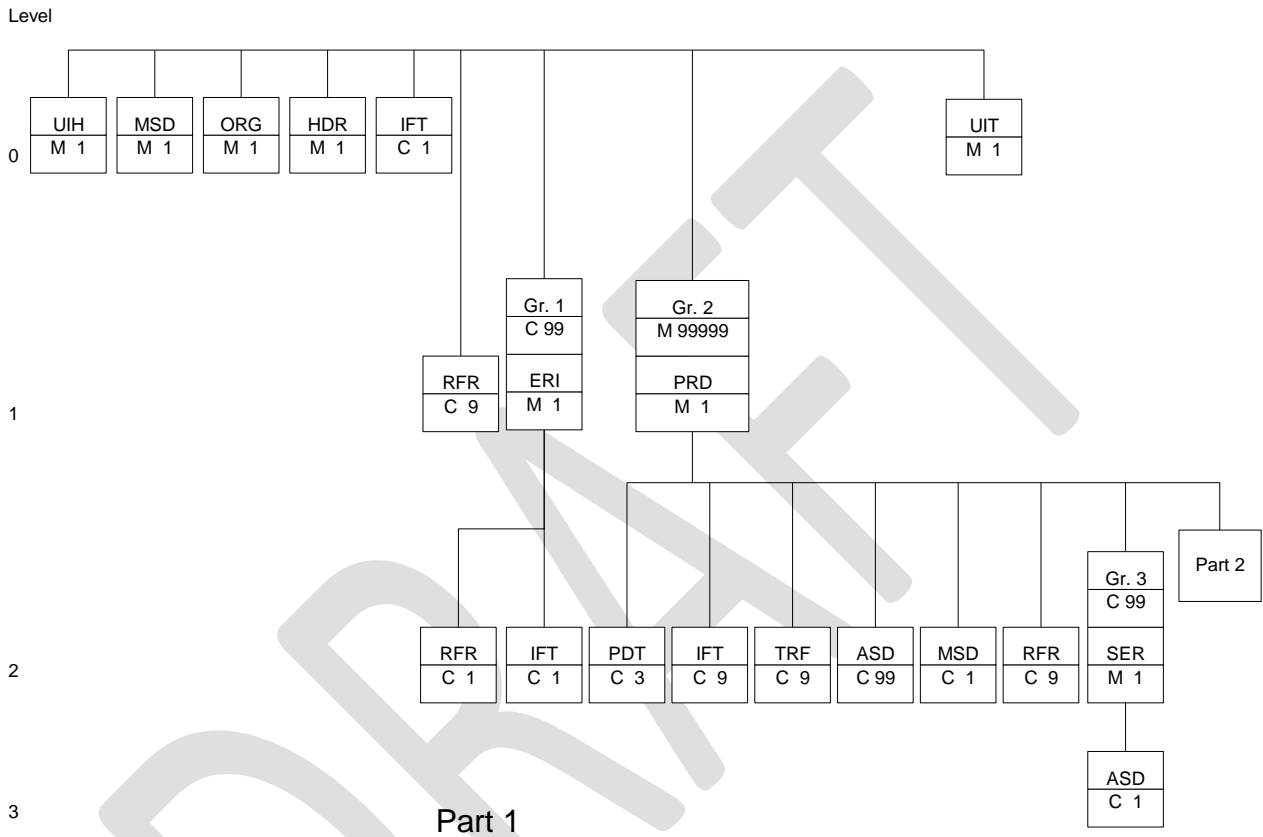 Level
UIH MSD ORG HDR IFT UIT
M 1 M 1 M 1 M 1 C 1 M 1
0
Gr. 1 Gr. 2
C 99 M 99999
RFR ERI PRD
C 9 M 1 M 1
1
Part 2
Gr. 3
C 99
RFR IFT PDT IFT TRF ASD MSD RFR SER
C 1 C 1 C 3 C 9 C 9 C 99 C 1 C 9 M 1
2
ASD
C 1
3
Part 1
DRAFT